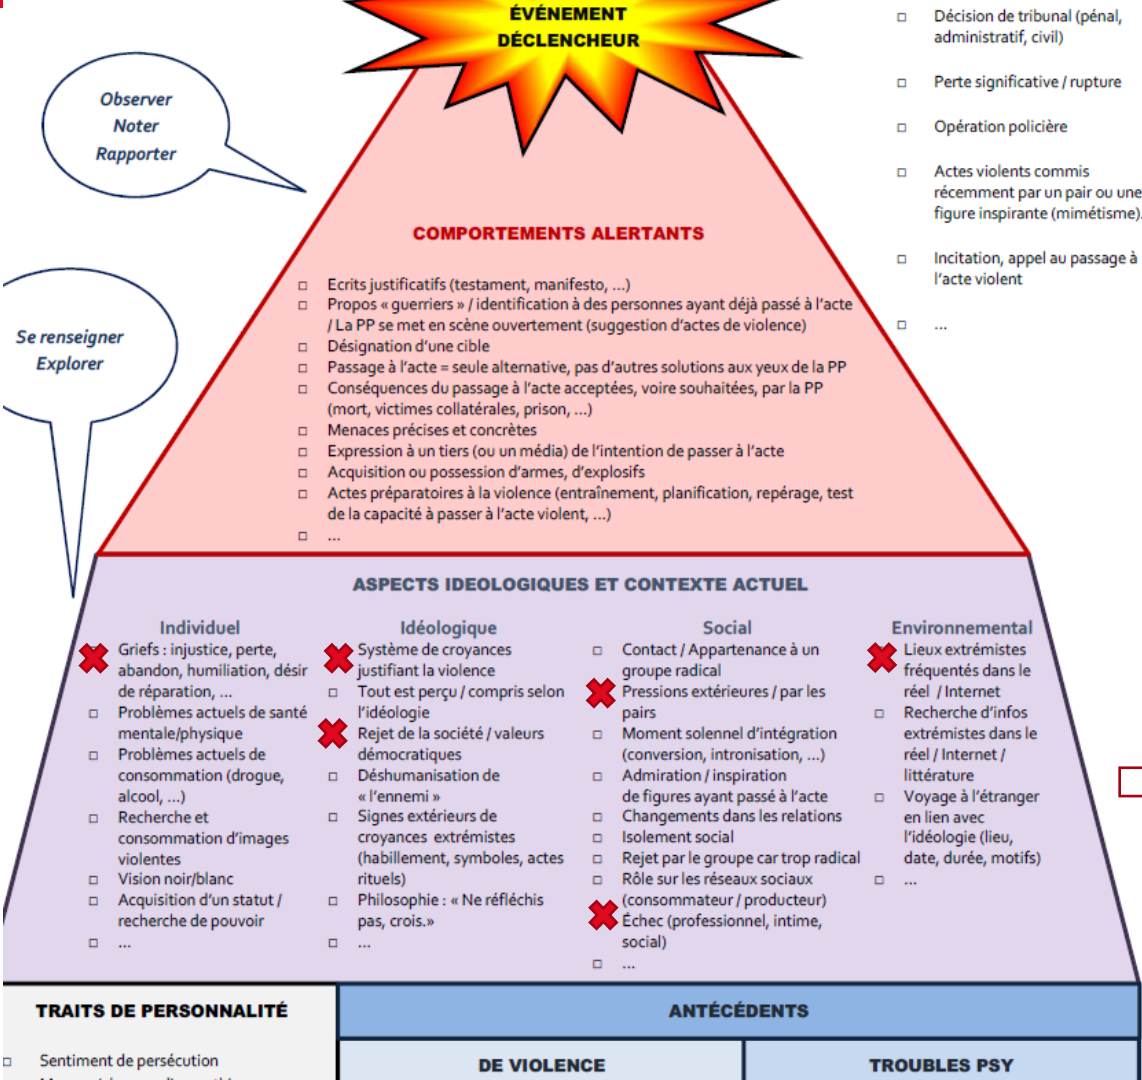 ÉVÉNEMENT
DÉCLENCHEUR
Observer
Noter
Rapporter
Se renseigner
Explorer
□ Décision de tribunal (pénal,
administratif, civil)
□ Perte significative / rupture
□ Opération policière
□ Actes violents commis
récemment par un pair ou une
figure inspirante (mimétisme).
□ Incitation, appel au passage à
l'acte violent
□ ...
COMPORTEMENTS ALERTANTS
□ Ecrits justificatifs (testament, manifesto, ...)
□ Propos « guerriers » / identification à des personnes ayant déjà passé à l'acte
/ La PP se met en scène ouvertement (suggestion d'actes de violence)
□ Désignation d'une cible
□ Passage à l'acte = seule alternative, pas d'autres solutions aux yeux de la PP
□ Conséquences du passage à l'acte acceptées, voire souhaitées, par la PP
(mort, victimes collatérales, prison, ...)
□ Menaces précises et concrètes
□ Expression à un tiers (ou un média) de l'intention de passer à l'acte
□ Acquisition ou possession d'armes, d'explosifs
□ Actes préparatoires à la violence (entraînement, planification, repérage, test
de la capacité à passer à l'acte violent, ...)
□ ...
ASPECTS IDEOLOGIQUES ET CONTEXTE ACTUEL
Individuel
Griefs : injustice, perte,
abandon, humiliation, désir
de réparation, ...
□ Problèmes actuels de santé
mentale/physique
□ Problèmes actuels de
consommation (drogue,
alcool, ...)
□ Recherche et
consommation d'images
violentes
□ Vision noir/blanc
□ Acquisition d'un statut /
recherche de pouvoir
□ ...
Idéologique
Système de croyances
justifiant la violence
□ Tout est perçu / compris selon
l'idéologie
Rejet de la société / valeurs
démocratiques
□ Déshumanisation de
« l'ennemi »
□ Signes extérieurs de
croyances extrémistes
(habillement, symboles, actes
rituels)
□ Philosophie : « Ne réfléchis
pas, crois.»
□ ...
Social
□ Contact / Appartenance à un
groupe radical
Pressions extérieures / par les
pairs
□ Moment solennel d'intégration
(conversion, intronisation, ...)
□ Admiration / inspiration
de figures ayant passé à l'acte
□ Changements dans les relations
□ Isolement social
□ Rejet par le groupe car trop radical
□ Rôle sur les réseaux sociaux
(consommateur / producteur)
Échec (professionnel, intime,
social)
□ ...
Environnemental
Lieux extrémistes
fréquentés dans le
réel / Internet
□ Recherche d'infos
extrémistes dans le
réel / Internet /
littérature
□ Voyage à l'étranger
en lien avec
l'idéologie (lieu,
date, durée, motifs)
□ ...
TRAITS DE PERSONNALITÉ
□ Sentiment de persécution
ANTÉCÉDENTS
DE VIOLENCE
TROUBLES PSY